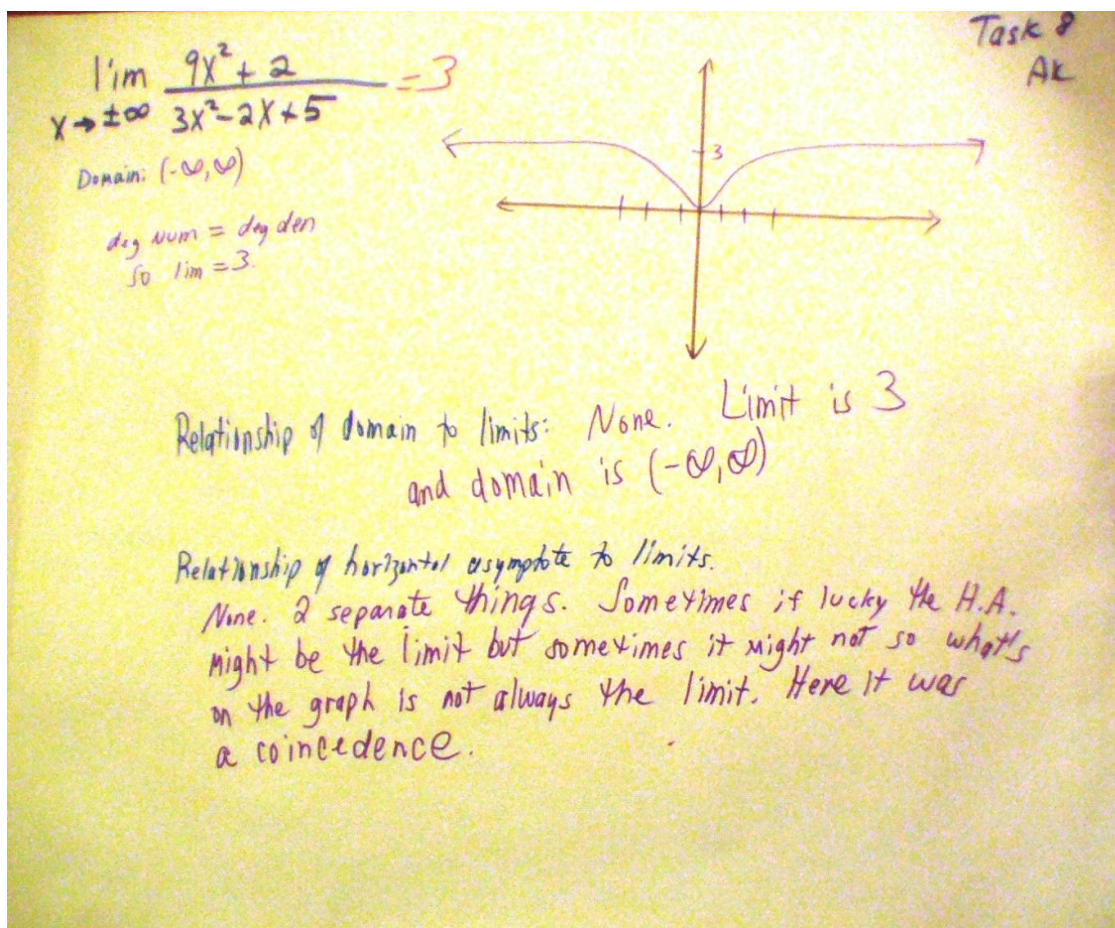 Task 8
AK
lim 9x² + 2 = 3
x → ±∞ 3x² - 2x + 5
Domain: (-∞, ∞)
deg Num = deg den
So lim = 3.
3
Relationship of domain to limits: None. Limit is 3
and domain is (-∞, ∞)
Relationship of horizontal asymptote to limits.
None. 2 separate things. Sometimes if lucky the H.A.
might be the limit but sometimes it might not so what's
on the graph is not always the limit. Here it was
a coincedence.